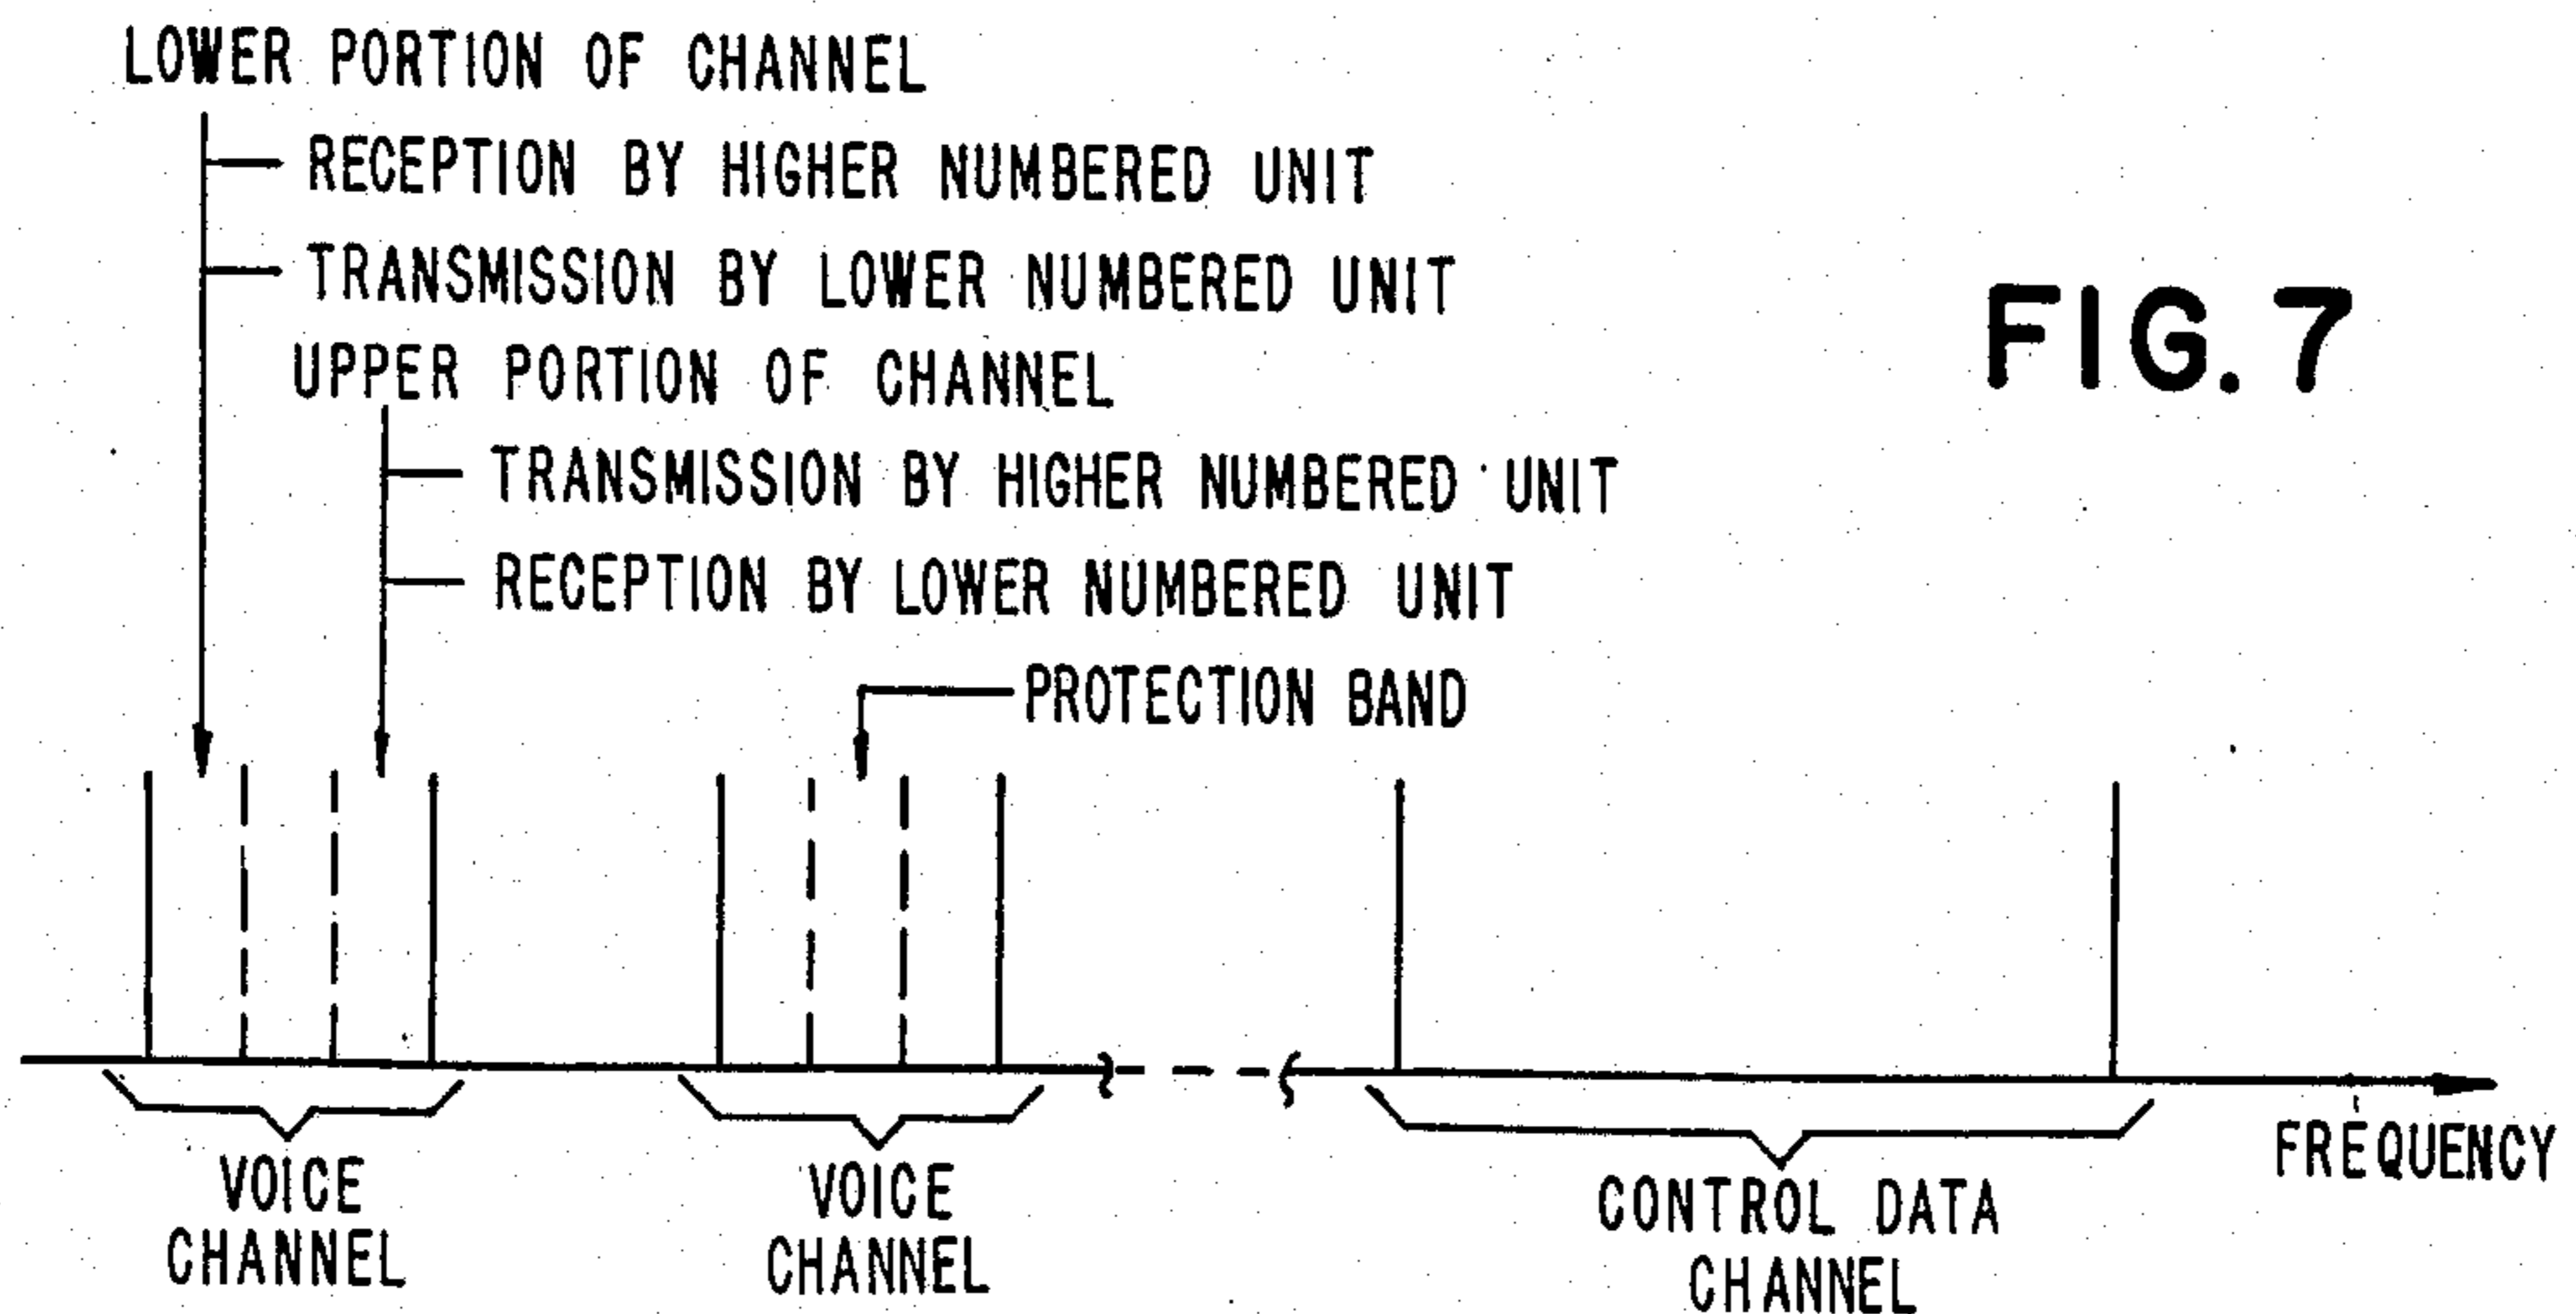 LOWER PORTION OF CHANNEL
RECEPTION BY HIGHER NUMBERED UNIT
TRANSMISSION BY LOWER NUMBERED UNIT
FIG. 7
UPPER PORTION OF CHANNEL
TRANSMISSION BY HIGHER NUMBERED UNIT
RECEPTION BY LOWER NUMBERED UNIT
PROTECTION BAND
FREQUENCY
VOICE
CHANNEL
VOICE
CHANNEL
CONTROL DATA
CHANNEL